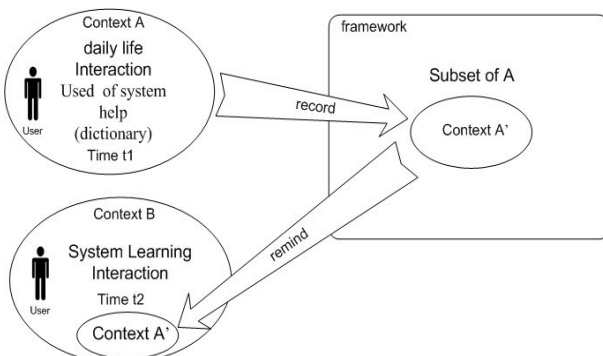 Context A
daily life
Interaction
Used of system
help
(dictionary)
Time t1
User
record
framework
Subset of A
Context A'
remind
Context B
System Learning
Interaction
Time t2
User
Context A'